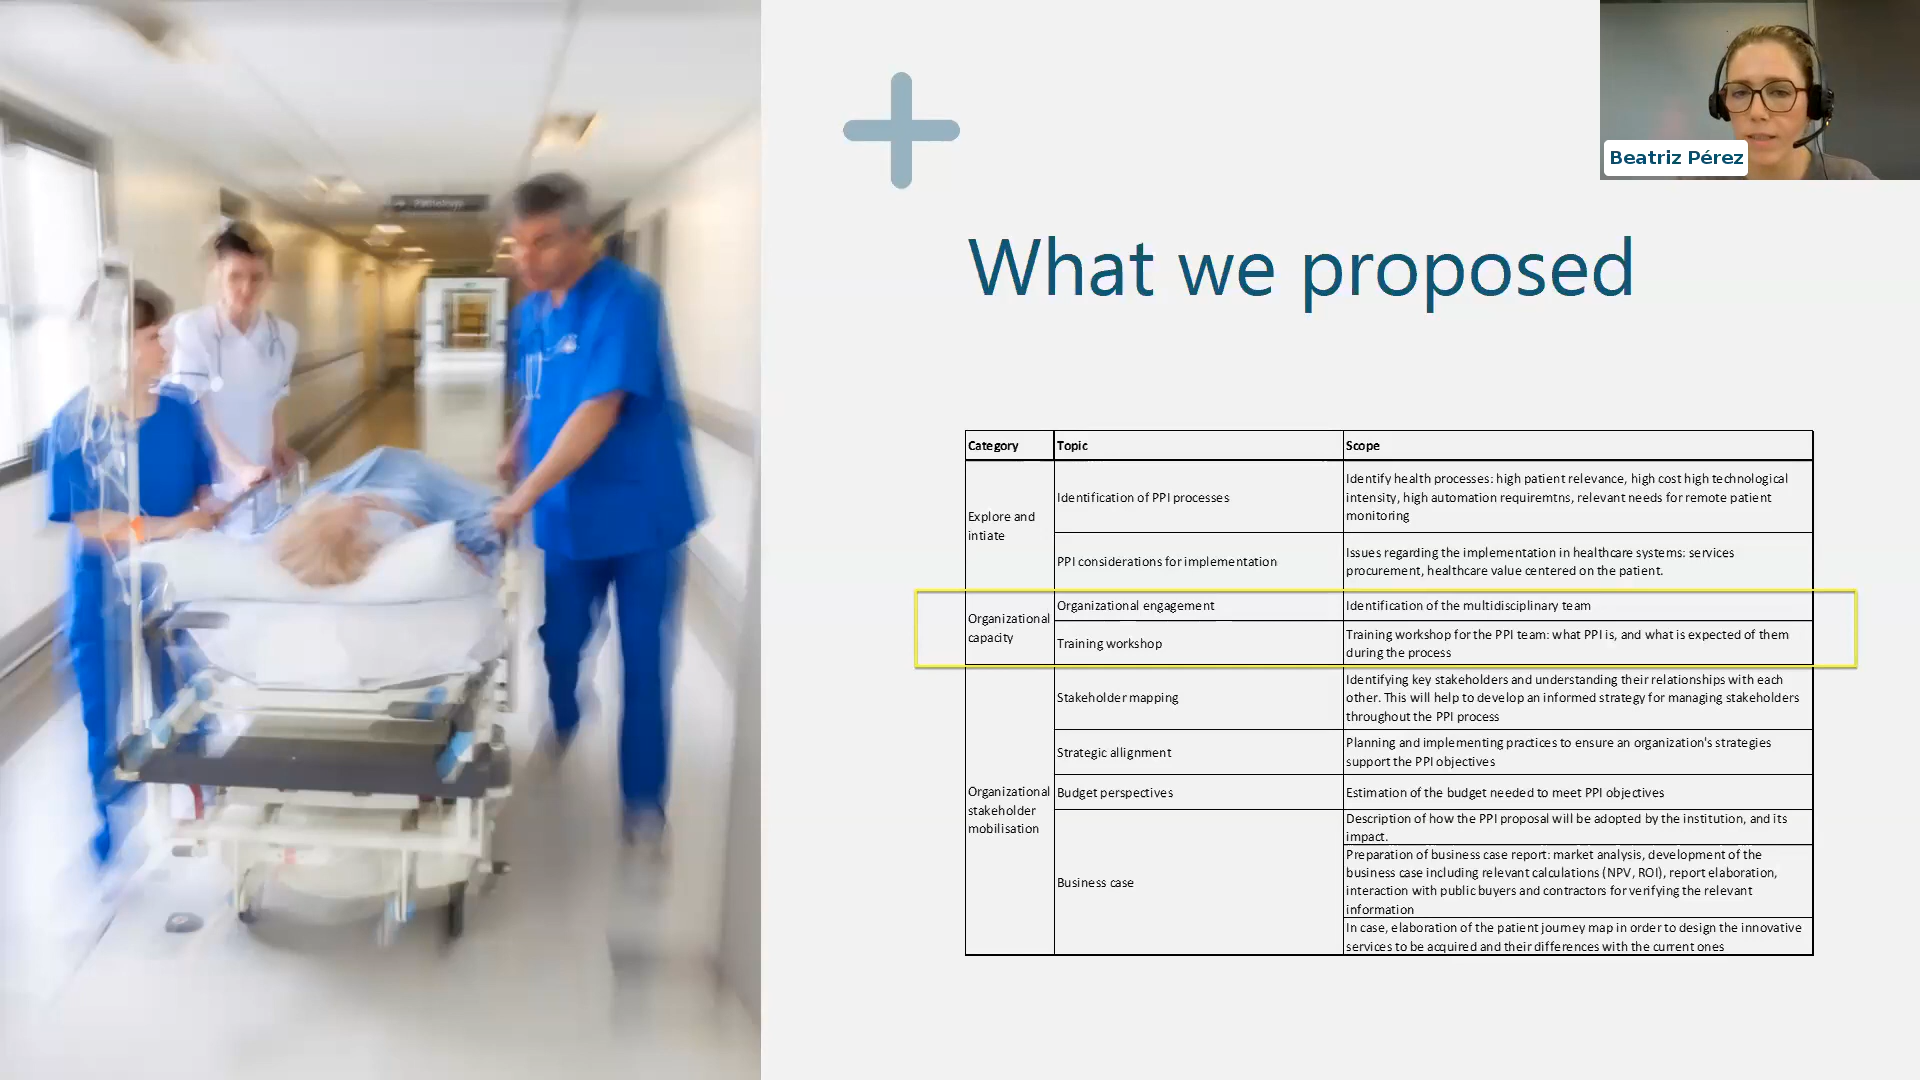 Pathology
Beatriz Pérez
What we proposed
Category Topic Scope
Explore and
intiate
Identification of PPI processes
Identify health processes: high patient relevance, high cost high technological
intensity, high automation requiremtns, relevant needs for remote patient
monitoring
PPI considerations for implementation
Issues regarding the implementation in healthcare systems: services
procurement, healthcare value centered on the patient.
Organizational
capacity
Organizational engagement
Identification of the multidisciplinary team
Training workshop
Training workshop for the PPI team: what PPI is, and what is expected of them
during the process
Organizational
stakeholder
mobilisation
Stakeholder mapping
Identifying key stakeholders and understanding their relationships with each
other. This will help to develop an informed strategy for managing stakeholders
throughout the PPI process
Strategic allignment
Planning and implementing practices to ensure an organization's strategies
support the PPI objectives
Budget perspectives
Estimation of the budget needed to meet PPI objectives
Business case
Description of how the PPI proposal will be adopted by the institution, and its
impact.
Preparation of business case report: market analysis, development of the
business case including relevant calculations (NPV, ROI), report elaboration,
interaction with public buyers and contractors for verifying the relevant
information
In case, elaboration of the patient journey map in order to design the innovative
services to be acquired and their differences with the current ones